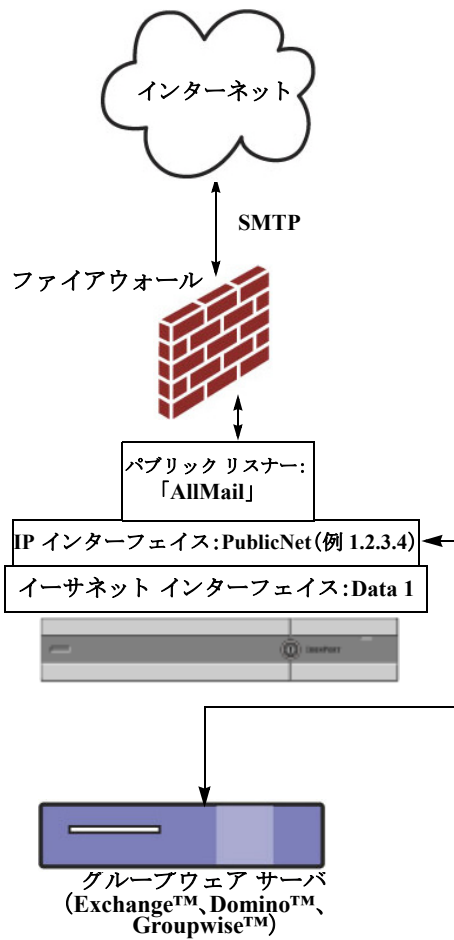 インターネット
SMTP
ファイアウォール
パブリック リスナー:
「AllMail」
IP インターフェイス:PublicNet(例 1.2.3.4)
イーサネット インターフェイス:Data 1
グループウェア サーバ
(Exchange™、Domino™、
Groupwise™)